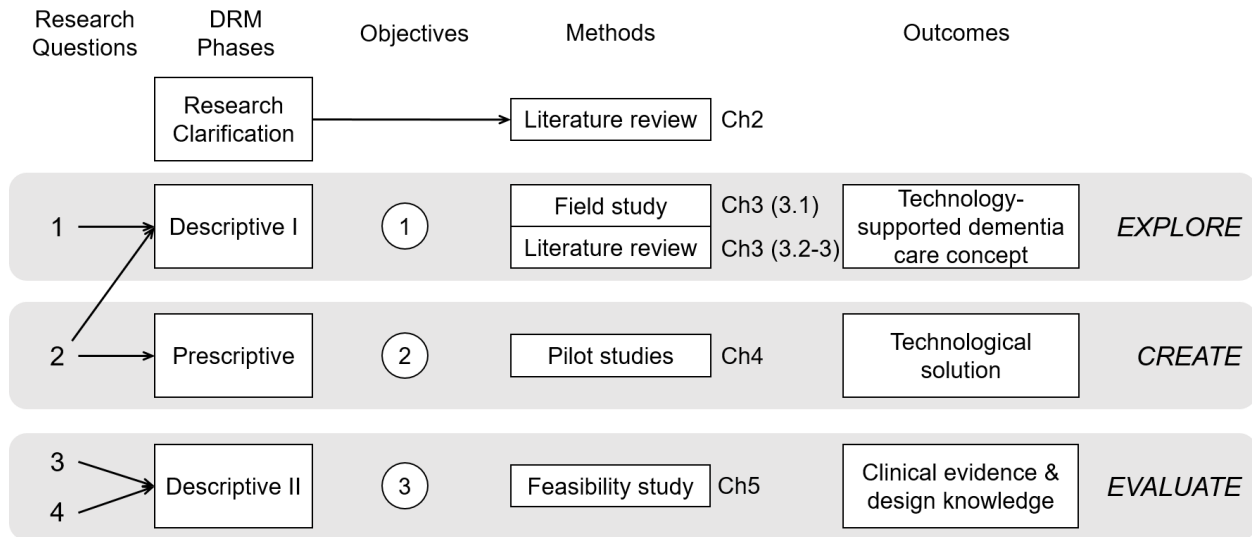 Research
Questions
DRM
Phases
Objectives
Methods
Outcomes
Research
Clarification
Literature review
Ch2
1
Descriptive I
1
Field study
Ch3 (3.1)
Literature review
Ch3 (3.2-3)
Technology-
supported dementia
care concept
EXPLORE
2
Prescriptive
2
Pilot studies
Ch4
Technological
solution
CREATE
3
4
Descriptive II
3
Feasibility study
Ch5
Clinical evidence &
design knowledge
EVALUATE